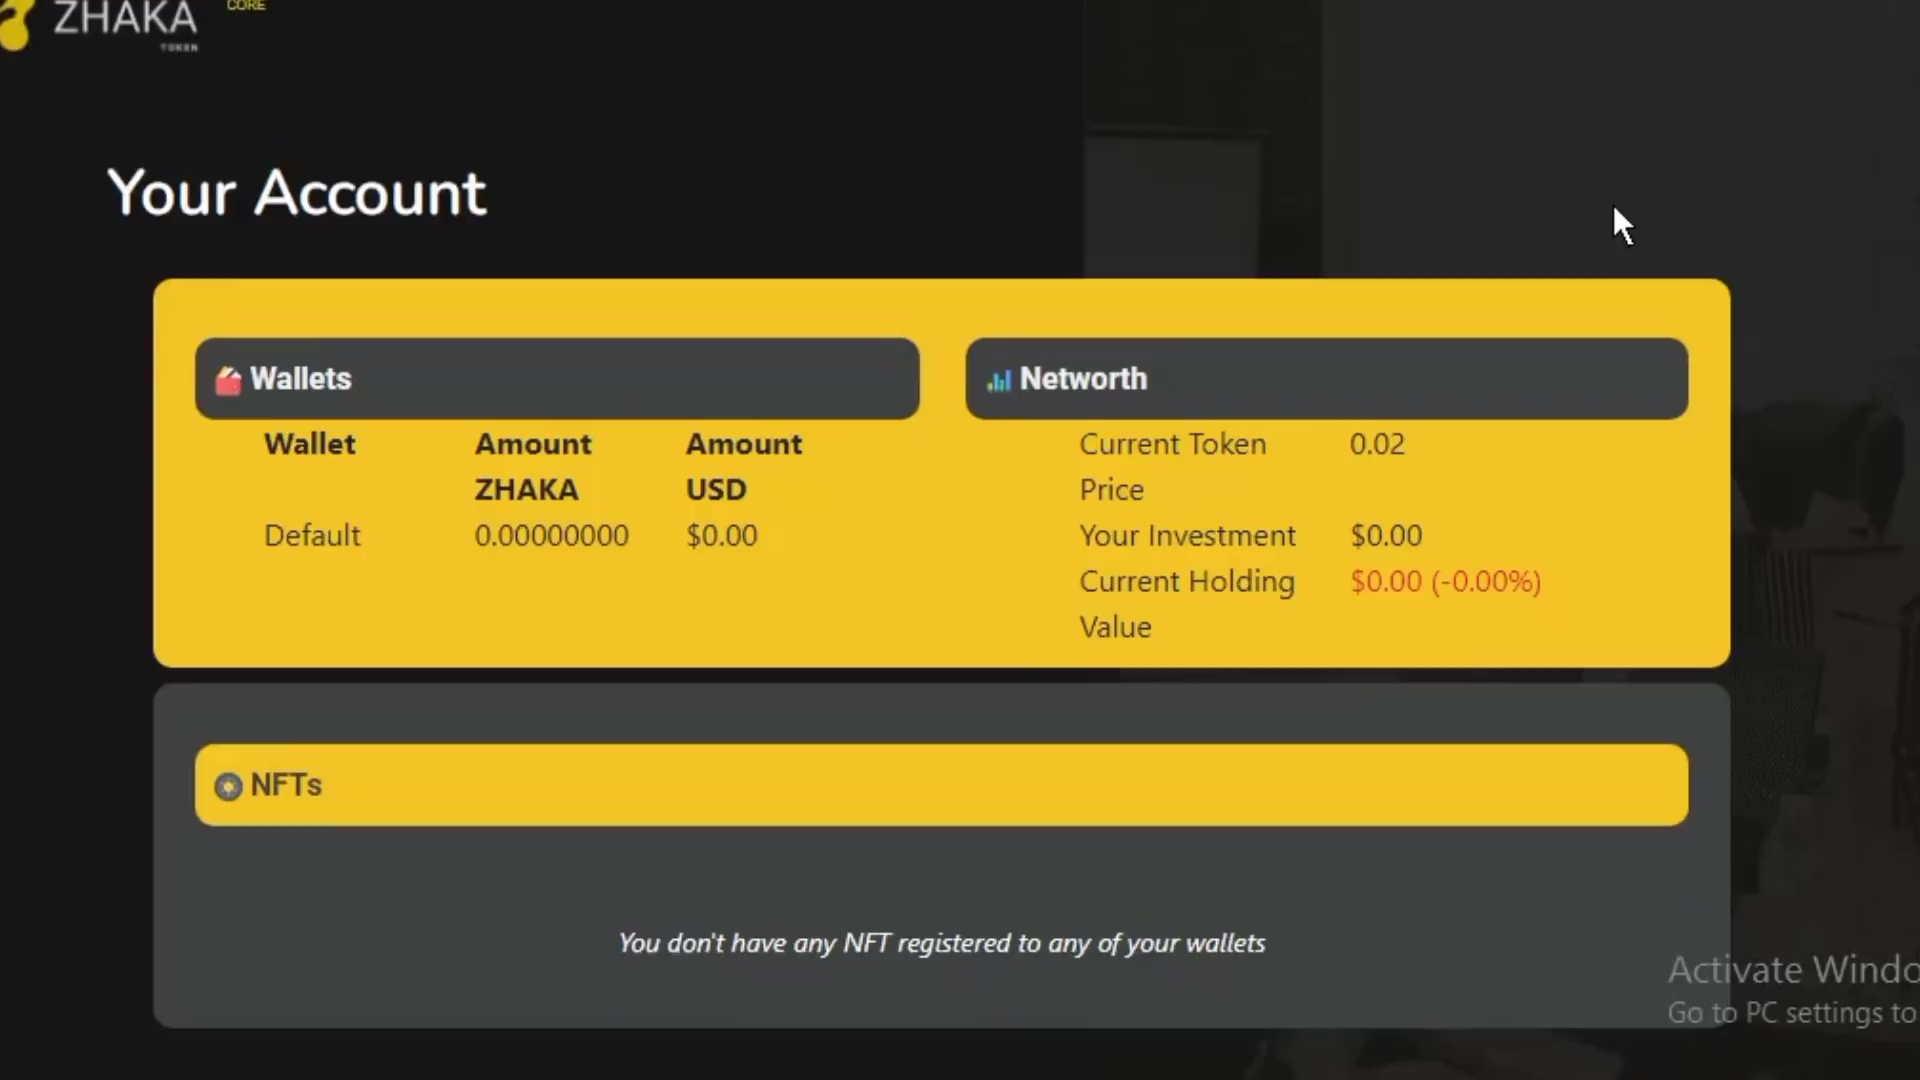 ZHAKA
CORE
TOKEN
Your Account
Wallets
Wallet Amount ZHAKA Amount USD
Default 0.00000000 $0.00
Networth
Current Token Price 0.02
Your Investment $0.00
Current Holding Value $0.00 (-0.00%)
NFTs
You don't have any NFT registered to any of your wallets
Activate Windo
Go to PC settings to